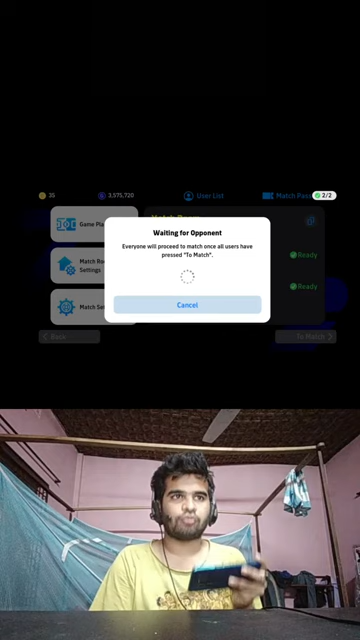 35
3,575,720
User List
Match Pass
2/2
Game Pla
Match Room
Match Ro
Settings
Ready
Match Se
Ready
Waiting for Opponent
Everyone will proceed to match once all users have
pressed "To Match".
Cancel
Back
To Match